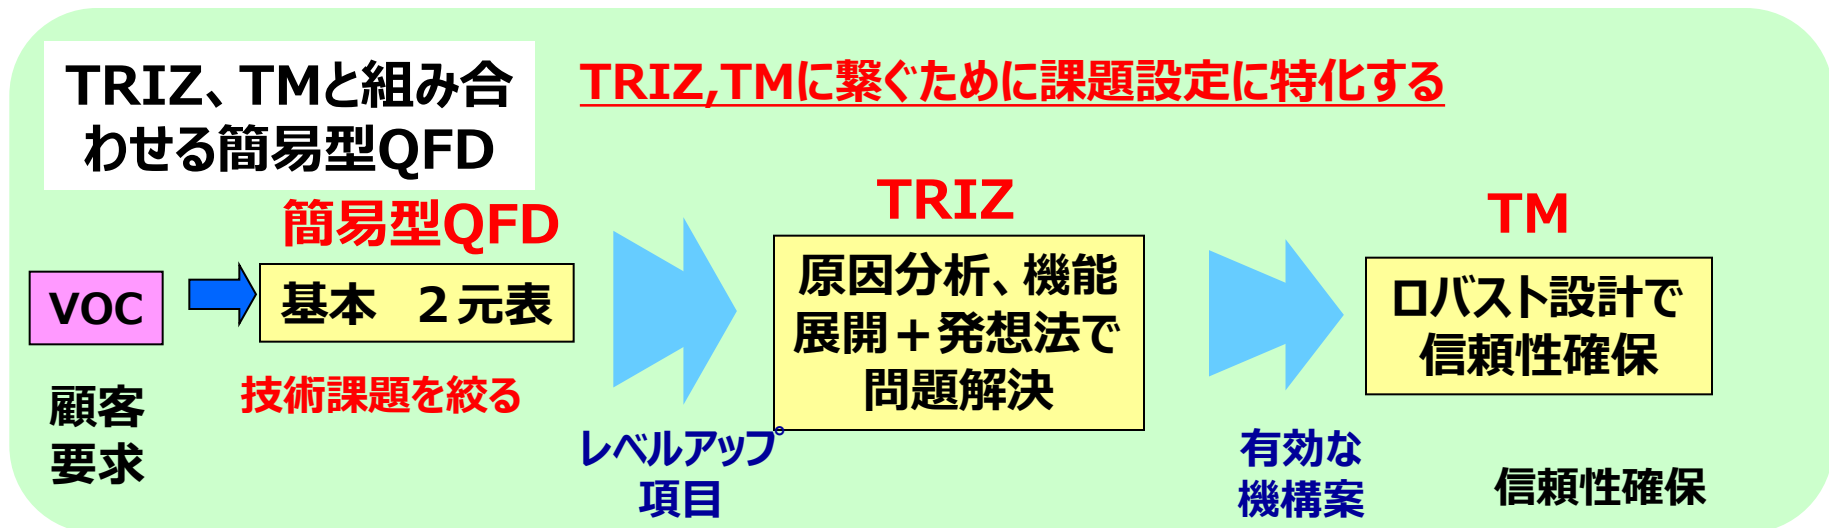 TRIZ、TMと組み合
わせる簡易型QFD
TRIZ,TMに繋ぐために課題設定に特化する
簡易型QFD
TRIZ
TM
VOC
基本　２元表
原因分析、機能
展開＋発想法で
問題解決
ロバスト設計で
信頼性確保
顧客
要求
技術課題を絞る
レベルアップ
項目
有効な
機構案
信頼性確保